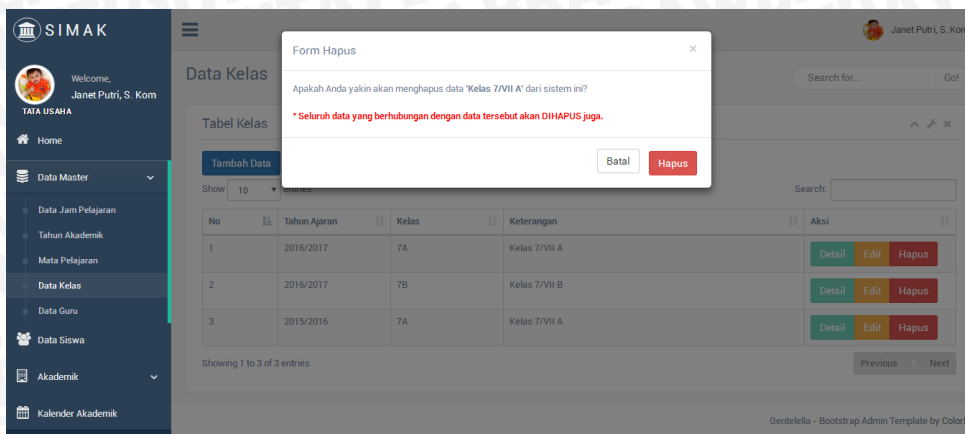 SIMAK
Janet Putri, S. Kom
Welcome,
Janet Putri, S. Kom
TATA USAHA
Home
Data Master
Data Jam Pelajaran
Tahun Akademik
Mata Pelajaran
Data Kelas
Data Guru
Data Siswa
Akademik
Kalender Akademik
Form Hapus ×
Apakah Anda yakin akan menghapus data 'Kelas 7/VII A' dari sistem ini?
* Seluruh data yang berhubungan dengan data tersebut akan DIHAPUS juga.
Batal Hapus
Data Kelas
Search for... Go!
Tabel Kelas
Tambah Data
Show 10 entries
Search:
No Tahun Ajaran Kelas Keterangan Aksi
1 2016/2017 7A Kelas 7/VII A Detail Edit Hapus
2 2016/2017 7B Kelas 7/VII B Detail Edit Hapus
3 2015/2016 7A Kelas 7/VII A Detail Edit Hapus
Showing 1 to 3 of 3 entries
Previous 1 Next
Gentelella - Bootstrap Admin Template by Color